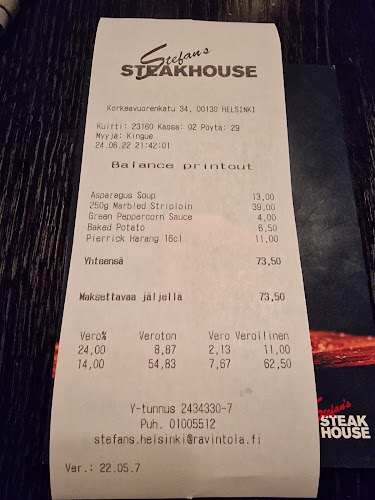 Stefan's
STEAKHOUSE
Korkeavuorenkatu 34, 00130 HELSINKI
Kuitti: 23160 Kassa: 02 Pöytä: 29
Myyjä: Kingue
24.06.22 21:42:01
Balance printout
Asparagus Soup 13,00
250g Marbled Striploin 39,00
Green Peppercorn Sauce 4,00
Baked Potato 6,50
Pierrick Harang 16cl 11,00
Yhteensä 73,50
Maksettavaa jäljellä 73,50
Vero% Veroton Vero Verollinen
24,00 8,87 2,13 11,00
14,00 54,83 7,67 62,50
Y-tunnus 2434330-7
Puh. 01005512
stefans.helsinki@ravintola.fi
Ver.: 22.05.7
Stefan's
STEAK
HOUSE